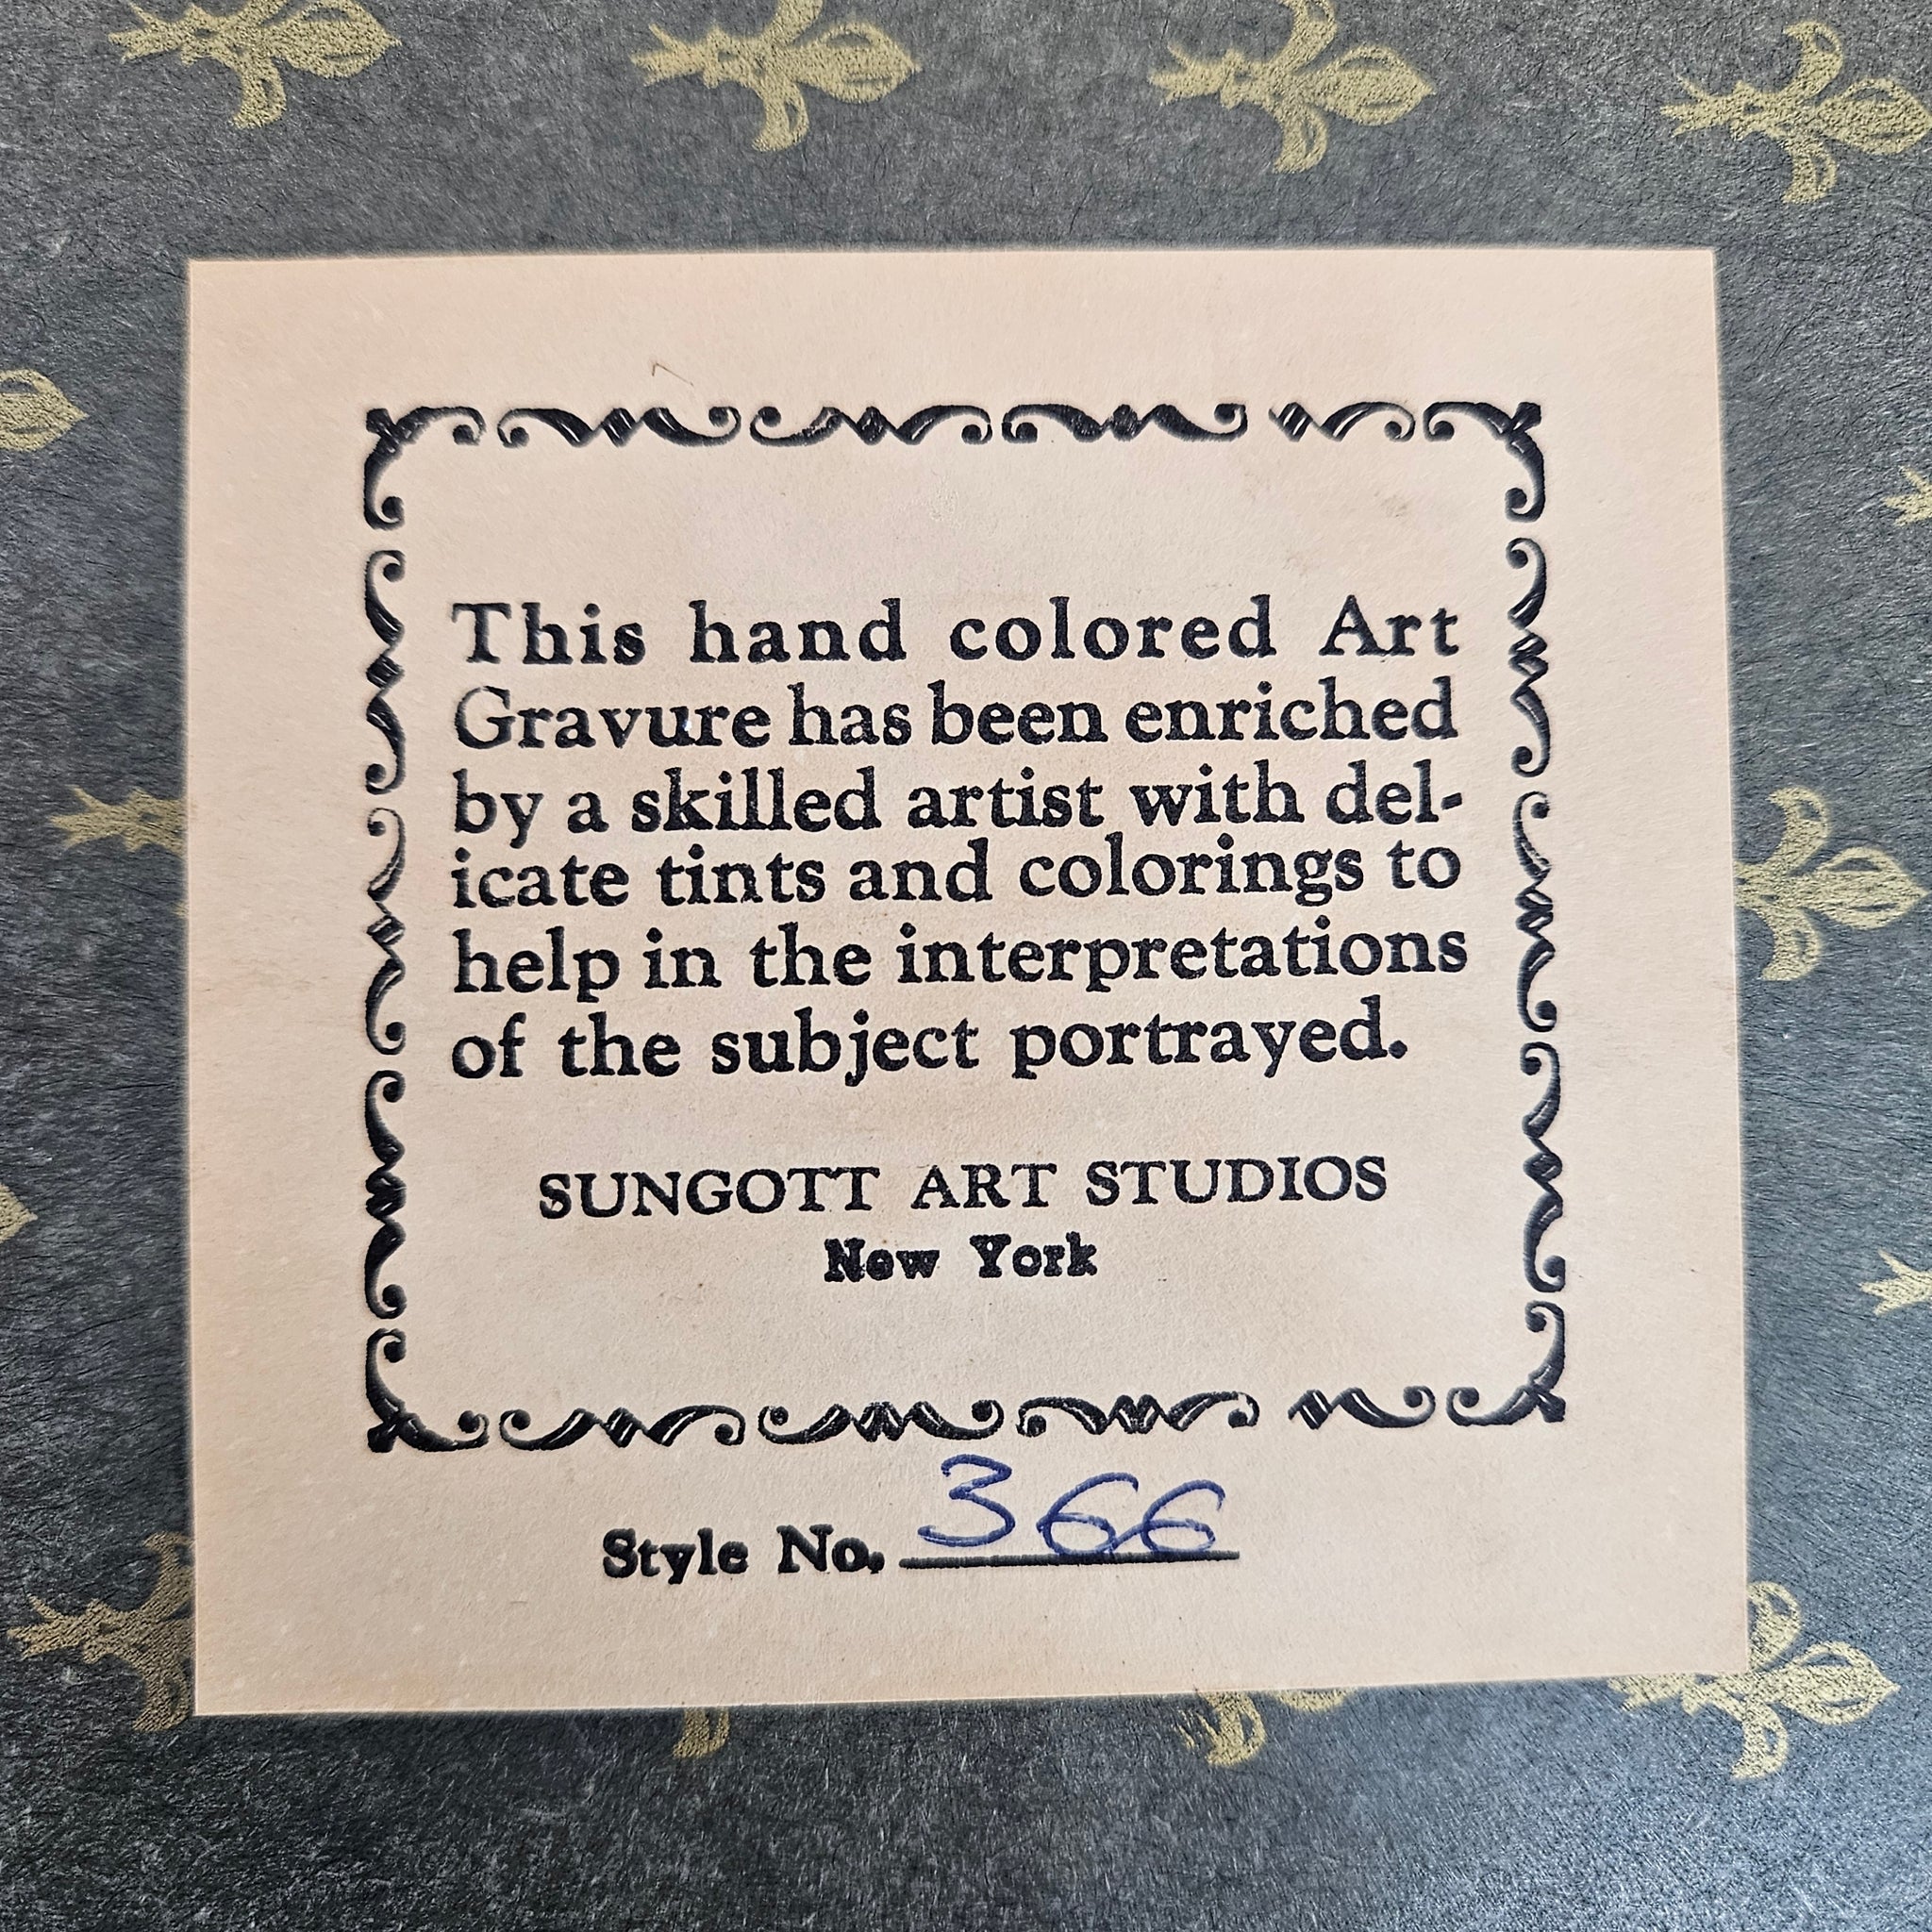 This hand colored Art
Gravure has been enriched
by a skilled artist with del-
icate tints and colorings to
help in the interpretations
of the subject portrayed.
SUNGOTT ART STUDIOS
New York
Style No. 366